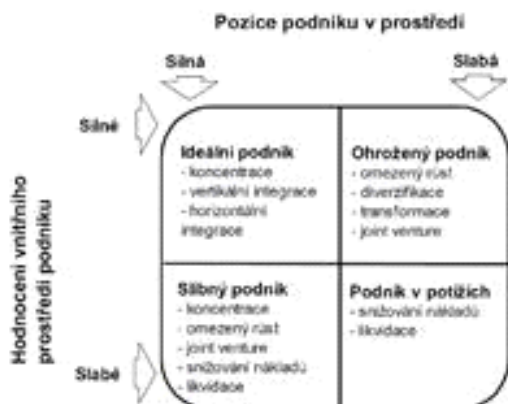 Pozice podniku v prostředí
Silná
Slabá
Silné
Ideální podnik
- koncentrace
- vertikální integrace
- horizontální
integrace
Ohrožený podnik
- omezený růst
- diverzifikace
- transformace
- joint venture
Hodnocení vnitřního
prostředí podniku
Slibný podnik
- koncentrace
- omezený růst
- joint venture
- snižování nákladů
- likvidace
Podnik v potížích
- snižování nákladů
- likvidace
Slabé